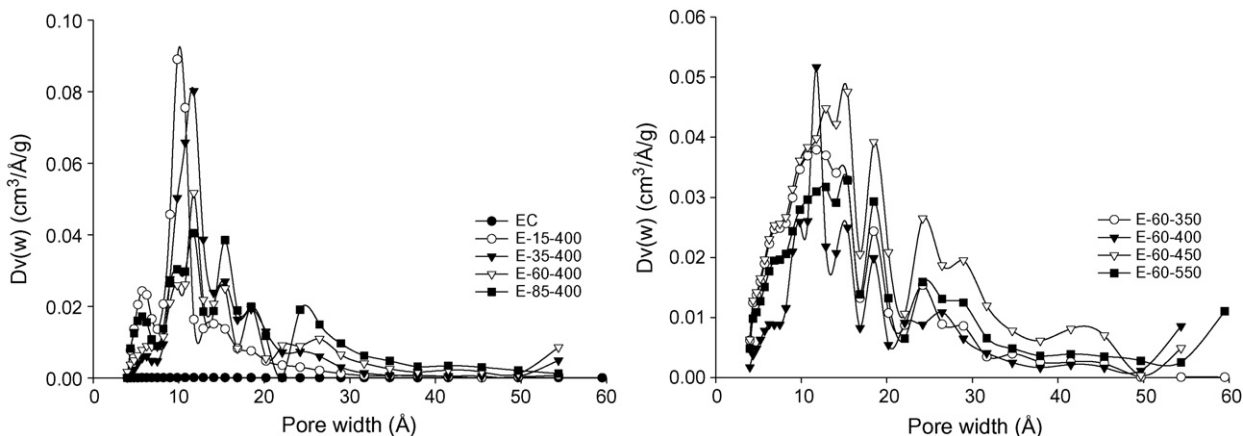 0.10
0.08
0.06
0.04
0.02
0.00
Dv(w) (cm³/Å/g)
0 10 20 30 40 50 60
Pore width (Å)
EC
E-15-400
E-35-400
E-60-400
E-85-400
0.06
0.05
0.04
0.03
0.02
0.01
0.00
Dv(w) (cm³/Å/g)
0 10 20 30 40 50 60
Pore width (Å)
E-60-350
E-60-400
E-60-450
E-60-550